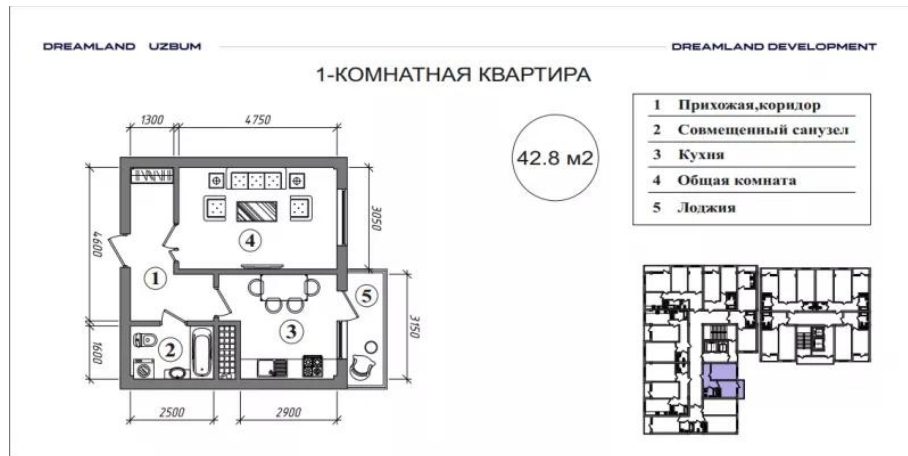 DREAMLAND UZBUM
DREAMLAND DEVELOPMENT
1-КОМНАТНАЯ КВАРТИРА
1 Прихожая,коридор
2 Совмещенный санузел
3 Кухня
4 Общая комната
5 Лоджия
42.8 м2
1300
4750
4600
1600
3050
3150
2500
2900
4
1
5
3
2